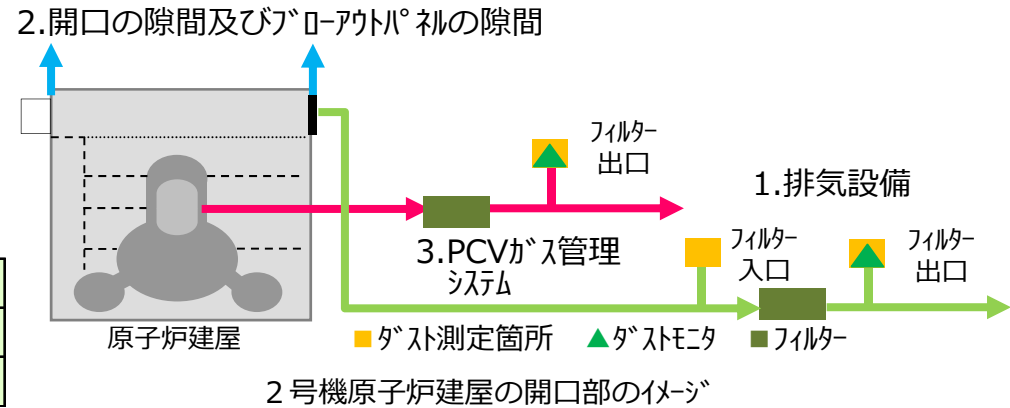 2.開口の隙間及びﾌﾞﾛｰｱｳﾄﾊﾟﾈﾙの隙間
ﾌｨﾙﾀｰ
出口
1.排気設備
3.PCVｶﾞｽ管理
ｼｽﾃﾑ
ﾌｨﾙﾀｰ
入口
ﾌｨﾙﾀｰ
出口
原子炉建屋
■ﾀﾞｽﾄ測定箇所 ▲ﾀﾞｽﾄﾓﾆﾀ ■ﾌｨﾙﾀｰ
２号機原子炉建屋の開口部のｲﾒｰｼﾞ